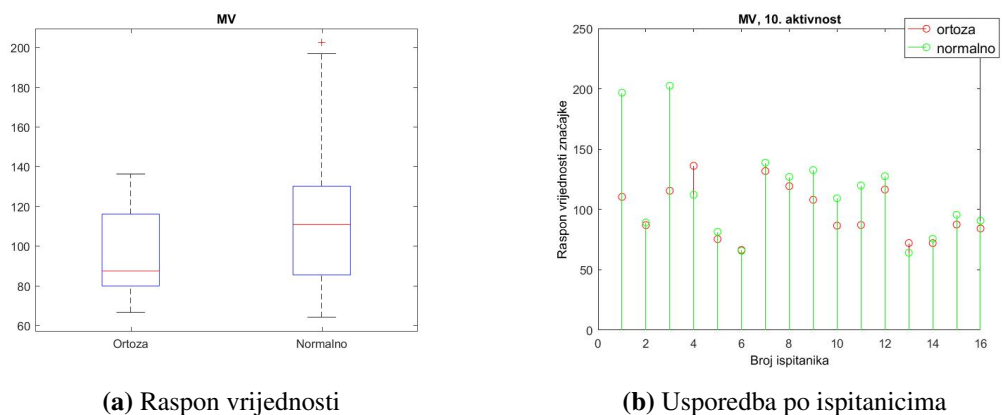 MV
200
180
160
140
120
100
80
60
Ortoza
Normalno
(a) Raspon vrijednosti
MV, 10. aktivnost
ortoza
normalno
Raspon vrijednosti značajke
250
200
150
100
50
0
0 2 4 6 8 10 12 14 16
Broj ispitanika
(b) Usporedba po ispitanicima